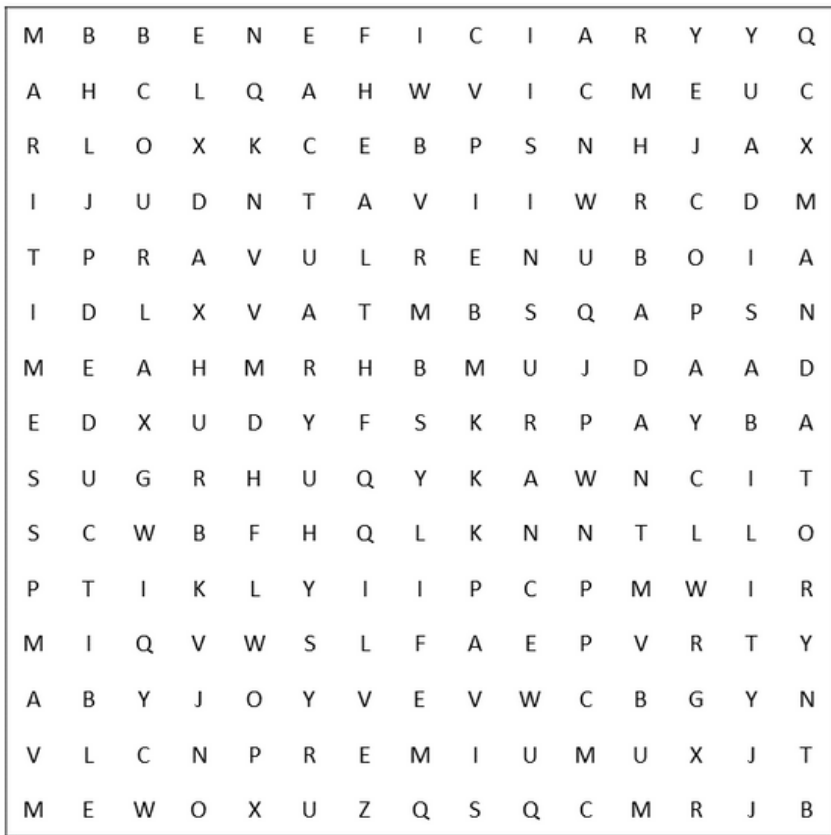 M B B E N E F I C I A R Y Y Q
A H C L Q A H W V I C M E U C
R L O X K C E B P S N H J A X
I J U D N T A V I I W R C D M
T P R A V U L R E N U B O I A
I D L X V A T M B S Q A P S N
M E A H M R H B M U J D A A D
E D X U D Y F S K R P A Y B A
S U G R H U Q Y K A W N C I T
S C W B F H Q L K N N T L L O
P T I K L Y I I P C P M W I R
M I Q V W S L F A E P V R T Y
A B Y J O Y V E V W C B G Y N
V L C N P R E M I U M U X J T
M E W O X U Z Q S Q C M R J B